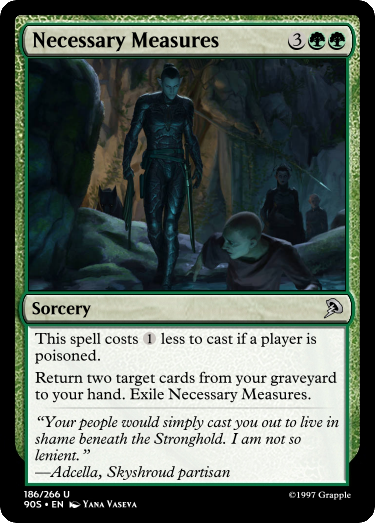 Necessary Measures 3
Sorcery
This spell costs 1 less to cast if a player is
poisoned.
Return two target cards from your graveyard
to your hand. Exile Necessary Measures.
“Your people would simply cast you out to live in
shame beneath the Stronghold. I am not so
lenient.”
—Adcella, Skyshroud partisan
186/266 U
90S • EN Yana Vaseva
©1997 Grapple